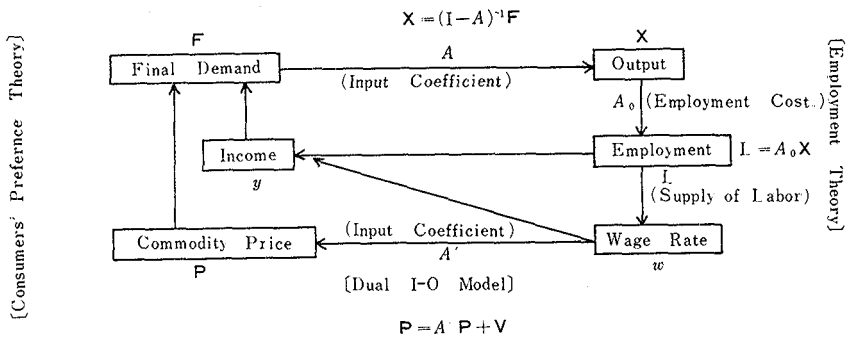 X=(I-A)⁻¹F
F
Final Demand
A
(Input Coefficient)
X
Output
A₀ (Employment Cost.)
Income
y
Employment
L=A₀X
L
(Supply of Labor)
Commodity Price
P
(Input Coefficient)
A′
Wage Rate
w
[Dual I-O Model]
P=A P+V
[Consumers' Prefernce Theory]
[Employment Theory]